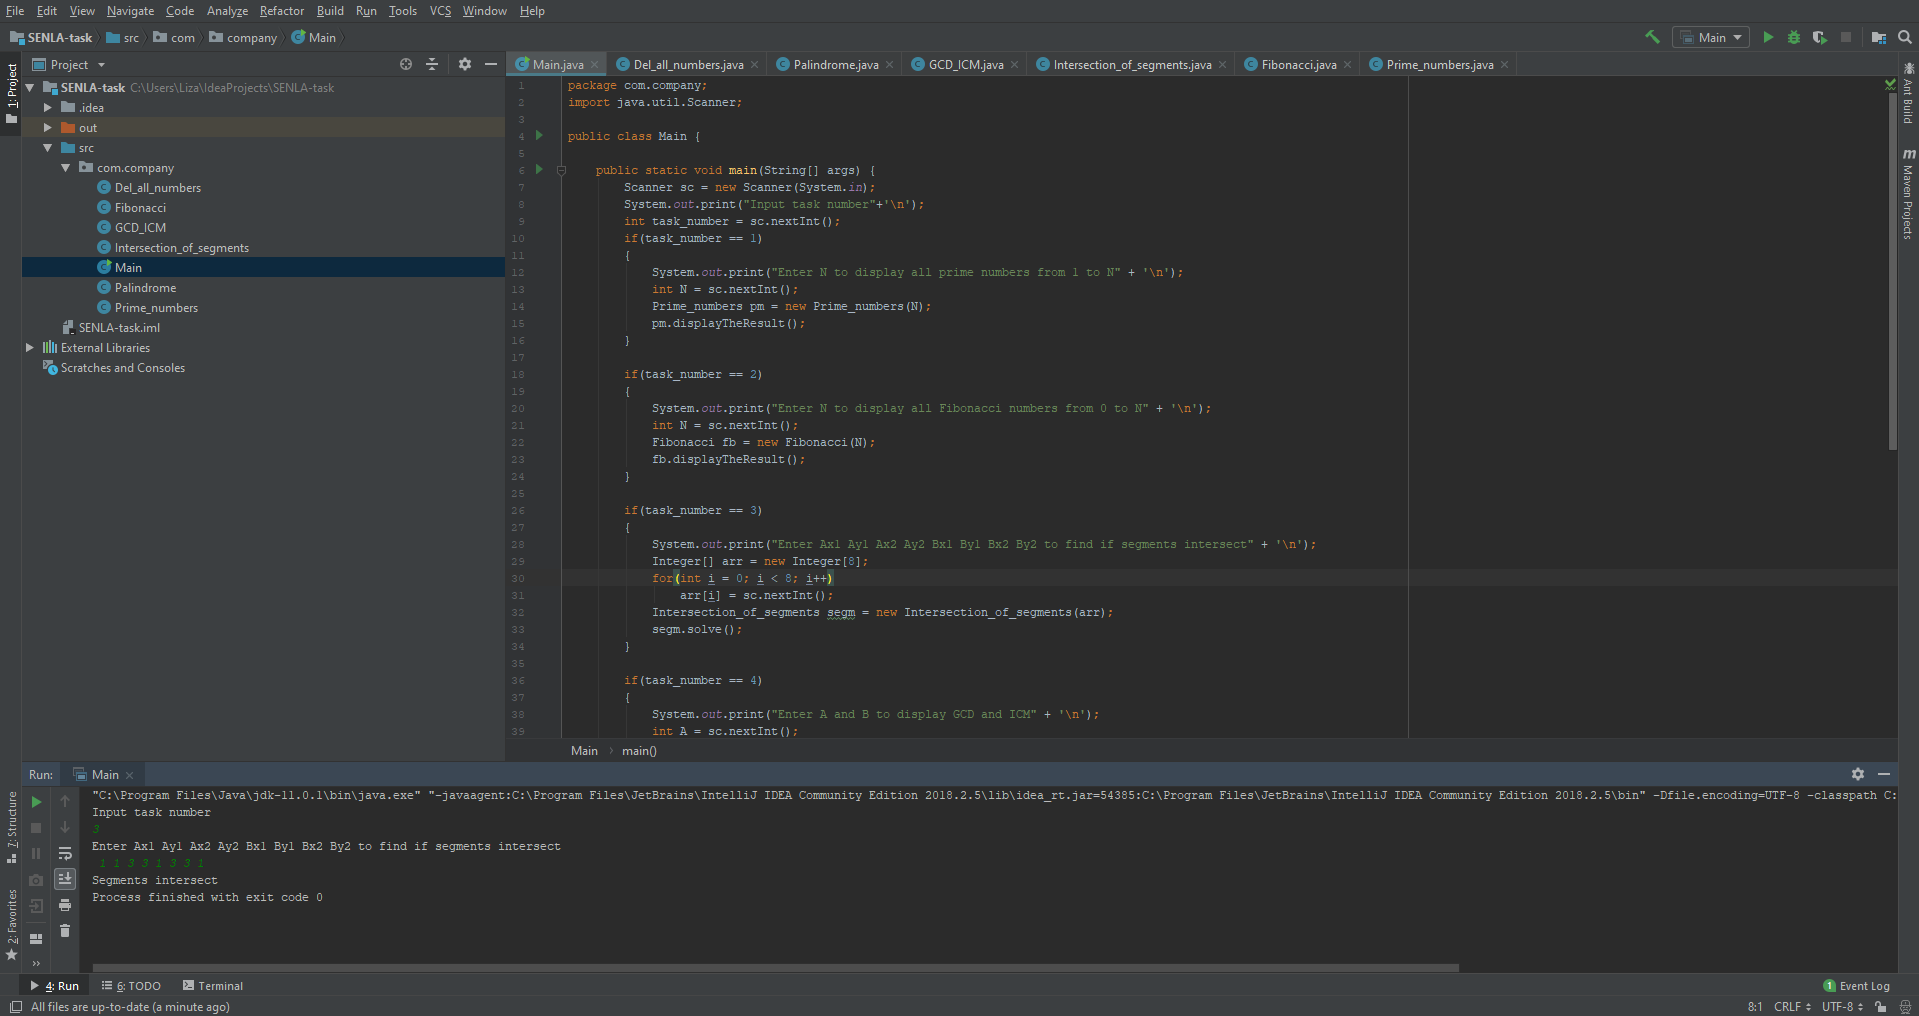 File Edit View Navigate Code Analyze Refactor Build Run Tools VCS Window Help
SENLA-task src com company Main
Main
1: Project
Project
SENLA-task C:\Users\Liza\IdeaProjects\SENLA-task
.idea
out
src
com.company
Del_all_numbers
Fibonacci
GCD_ICM
Intersection_of_segments
Main
Palindrome
Prime_numbers
SENLA-task.iml
External Libraries
Scratches and Consoles
Main.java Del_all_numbers.java Palindrome.java GCD_ICM.java Intersection_of_segments.java Fibonacci.java Prime_numbers.java
1 package com.company;
2 import java.util.Scanner;
3
4 public class Main {
5
6 public static void main(String[] args) {
7 Scanner sc = new Scanner(System.in);
8 System.out.print("Input task number"+'\n');
9 int task_number = sc.nextInt();
10 if(task_number == 1)
11 {
12 System.out.print("Enter N to display all prime numbers from 1 to N" + '\n');
13 int N = sc.nextInt();
14 Prime_numbers pm = new Prime_numbers(N);
15 pm.displayTheResult();
16 }
17
18 if(task_number == 2)
19 {
20 System.out.print("Enter N to display all Fibonacci numbers from 0 to N" + '\n');
21 int N = sc.nextInt();
22 Fibonacci fb = new Fibonacci(N);
23 fb.displayTheResult();
24 }
25
26 if(task_number == 3)
27 {
28 System.out.print("Enter Ax1 Ay1 Ax2 Ay2 Bx1 By1 Bx2 By2 to find if segments intersect" + '\n');
29 Integer[] arr = new Integer[8];
30 for(int i = 0; i < 8; i++)
31 arr[i] = sc.nextInt();
32 Intersection_of_segments segm = new Intersection_of_segments(arr);
33 segm.solve();
34 }
35
36 if(task_number == 4)
37 {
38 System.out.print("Enter A and B to display GCD and ICM" + '\n');
39 int A = sc.nextInt();
Main main()
Ant Build
m Maven Projects
Run: Main
"C:\Program Files\Java\jdk-11.0.1\bin\java.exe" "-javaagent:C:\Program Files\JetBrains\IntelliJ IDEA Community Edition 2018.2.5\lib\idea_rt.jar=54385:C:\Program Files\JetBrains\IntelliJ IDEA Community Edition 2018.2.5\bin" -Dfile.encoding=UTF-8 -classpath C:
Input task number
3
Enter Ax1 Ay1 Ax2 Ay2 Bx1 By1 Bx2 By2 to find if segments intersect
1 1 3 3 1 3 3 1
Segments intersect
Process finished with exit code 0
7: Structure
2: Favorites
4: Run 6: TODO Terminal 1 Event Log
All files are up-to-date (a minute ago) 8:1 CRLF UTF-8